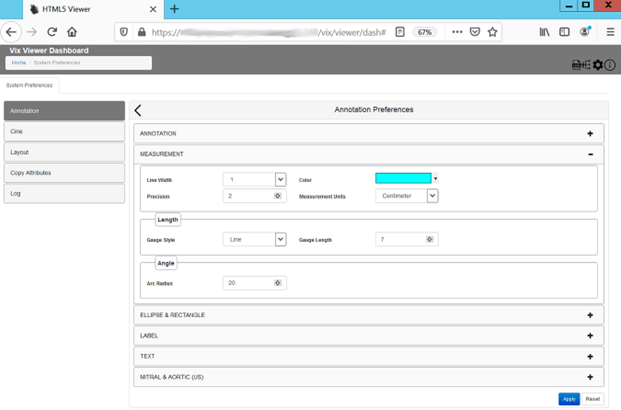 HTML5 Viewer
https://
/vix/viewer/dash#
67%
Vix Viewer Dashboard
Home / System Preferences
System Preferences
Annotation
Cine
Layout
Copy Attributes
Log
Annotation Preferences
ANNOTATION
MEASUREMENT
Line Width 1 Color
Precision 2 Measurement Units Centimeter
Length
Gauge Style Line Gauge Length 7
Angle
Arc Radius 20
ELLIPSE & RECTANGLE
LABEL
TEXT
MITRAL & AORTIC (US)
Apply Reset